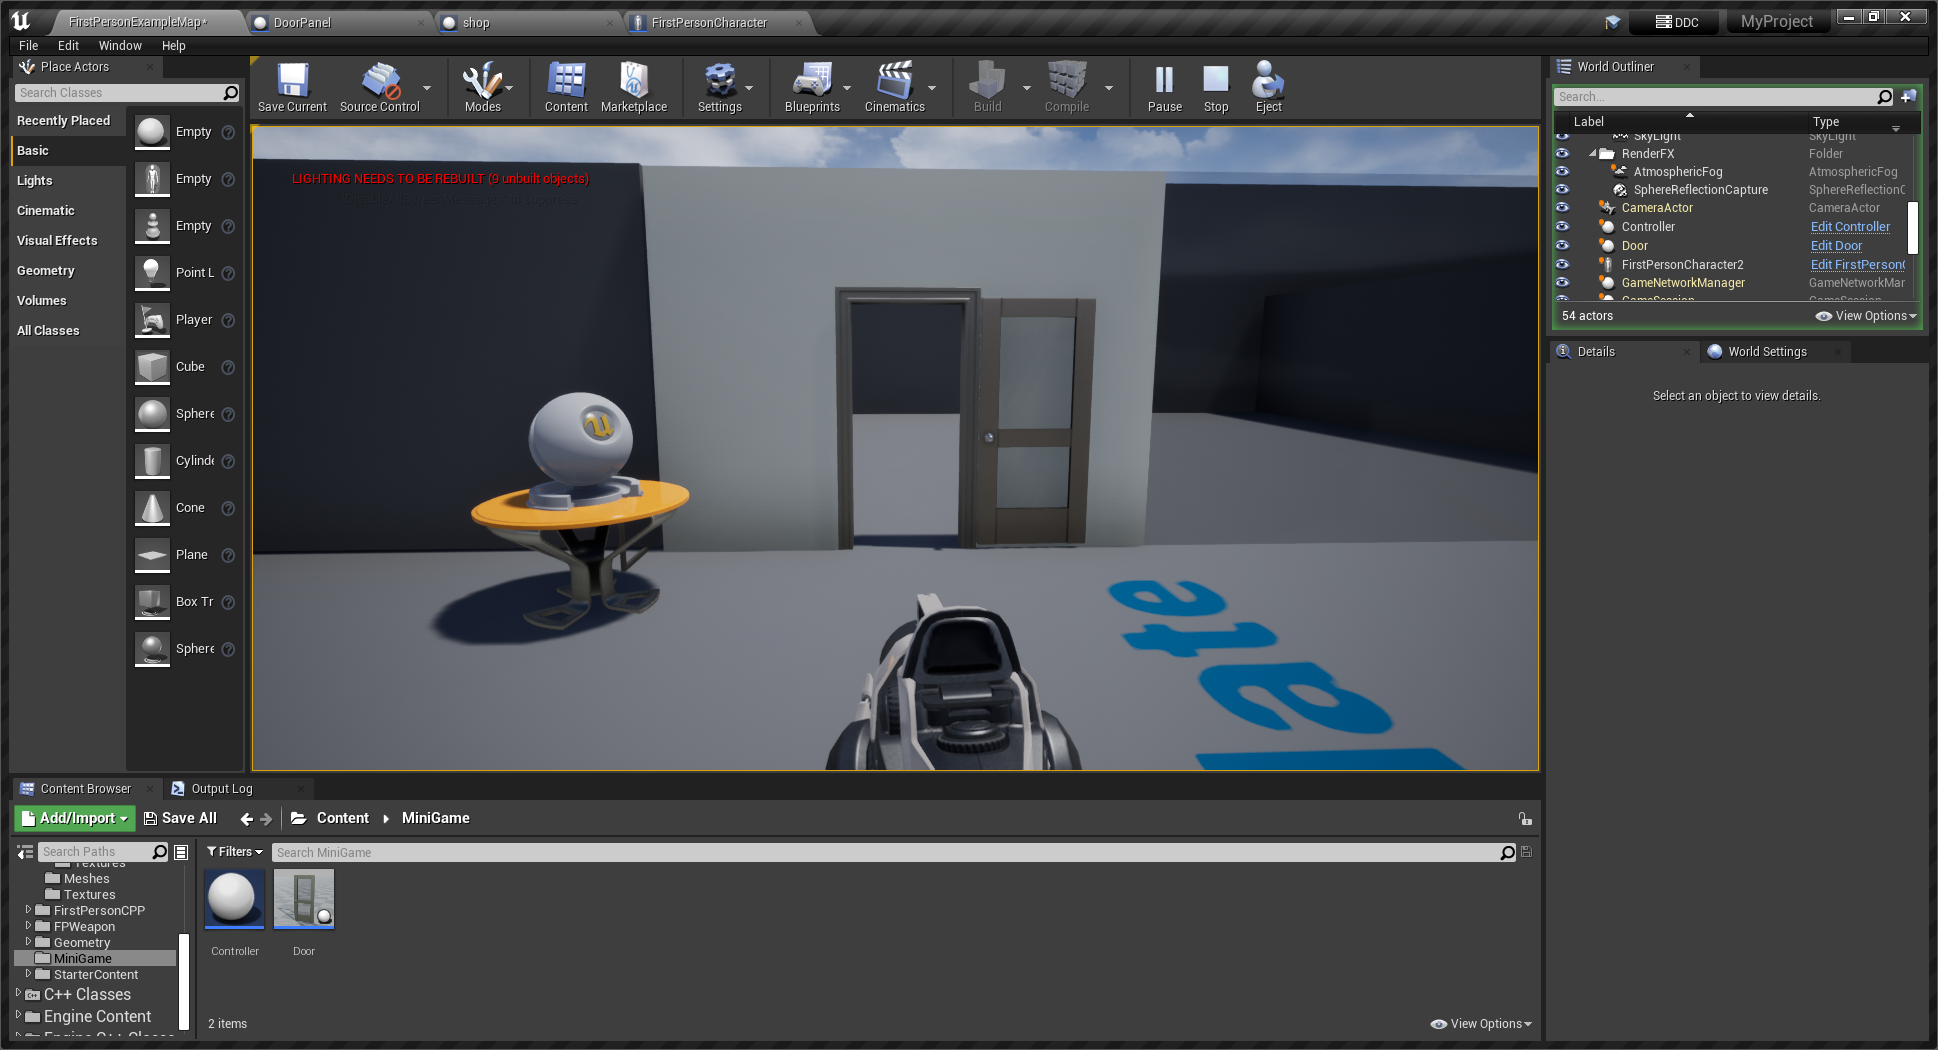 FirstPersonExampleMap*
DoorPanel
shop
FirstPersonCharacter
DDC
MyProject
File Edit Window Help
Place Actors
Search Classes
Recently Placed
Basic
Lights
Cinematic
Visual Effects
Geometry
Volumes
All Classes
Empty
Empty
Empty
Point L
Player
Cube
Sphere
Cylinde
Cone
Plane
Box Tr
Sphere
Save Current
Source Control
Modes
Content
Marketplace
Settings
Blueprints
Cinematics
Build
Compile
Pause
Stop
Eject
LIGHTING NEEDS TO BE REBUILT (9 unbuilt objects)
World Outliner
Search...
Label Type
SkyLight SkyLight
RenderFX Folder
AtmosphericFog AtmosphericFog
SphereReflectionCapture SphereReflectionC
CameraActor CameraActor
Controller Edit Controller
Door Edit Door
FirstPersonCharacter2 Edit FirstPerson
GameNetworkManager GameNetworkMar
GameSession GameSession
54 actors View Options
Details
World Settings
Select an object to view details.
Content Browser
Output Log
Add/Import
Save All
Content
MiniGame
Search Paths
Filters
Search MiniGame
Textures
Meshes
Textures
FirstPersonCPP
FPWeapon
Geometry
MiniGame
StarterContent
C++ Classes
Engine Content
Engine C++ Classe
Controller
Door
2 items
View Options